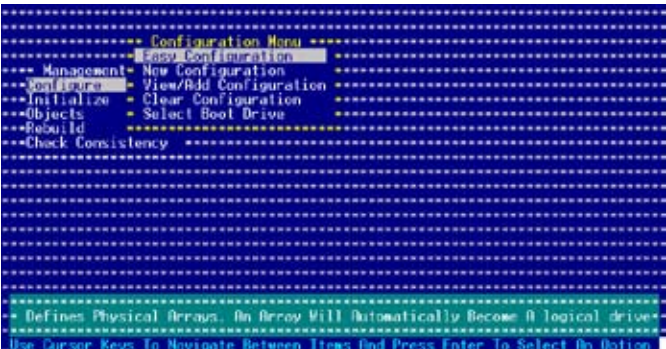 Configuration Menu
Easy Configuration
Management
New Configuration
Configure
View/Add Configuration
Initialize
Clear Configuration
Objects
Select Boot Drive
Rebuild
Check Consistency
Defines Physical Arrays. An Array Will Automatically Become A logical drive
Use Cursor Keys To Navigate Between Items And Press Enter To Select An Option